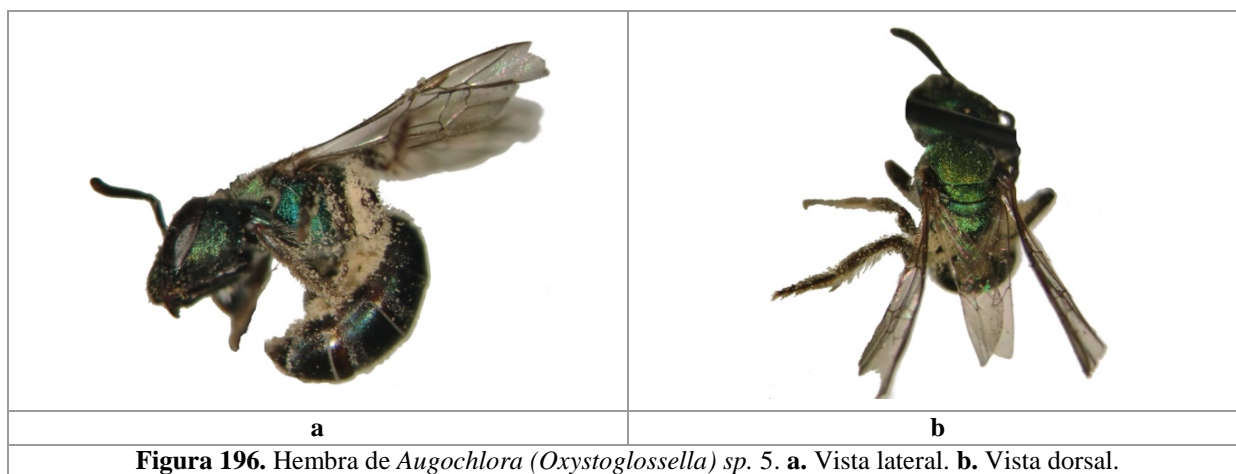 a
b
Figura 196. Hembra de Augochlora (Oxystoglossella) sp. 5. a. Vista lateral. b. Vista dorsal.